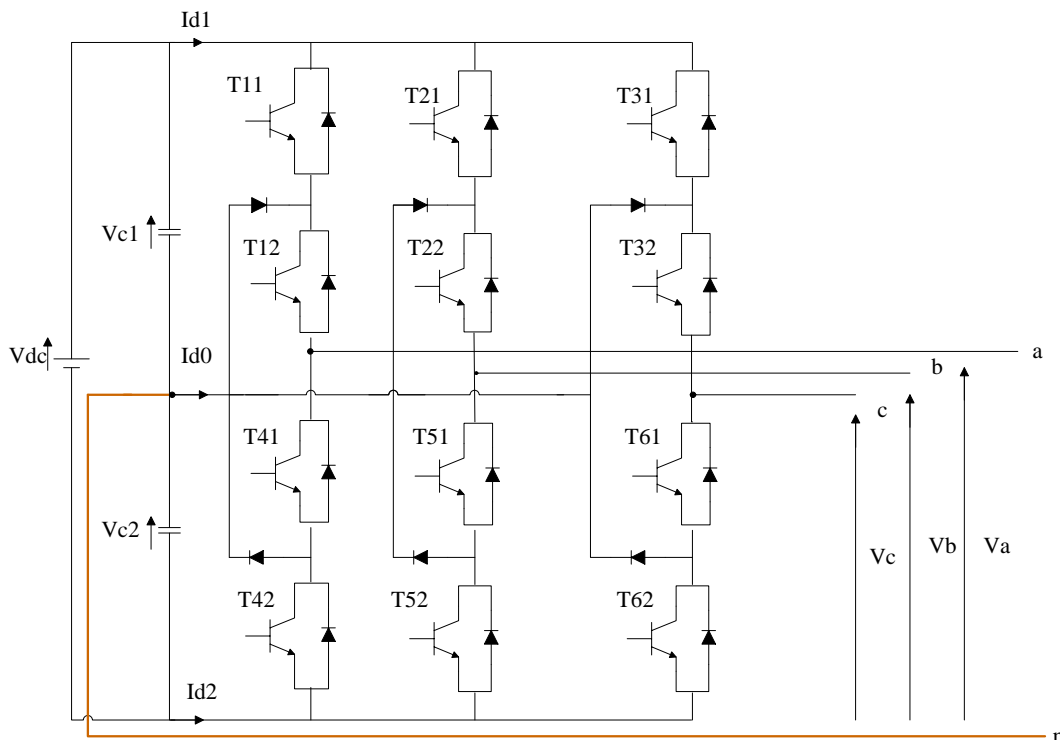 Id1
T11
T21
T31
Vc1
T12
T22
T32
Vdc
Id0
a
b
c
T41
T51
T61
Vc2
Vc
Vb
Va
T42
T52
T62
Id2
n